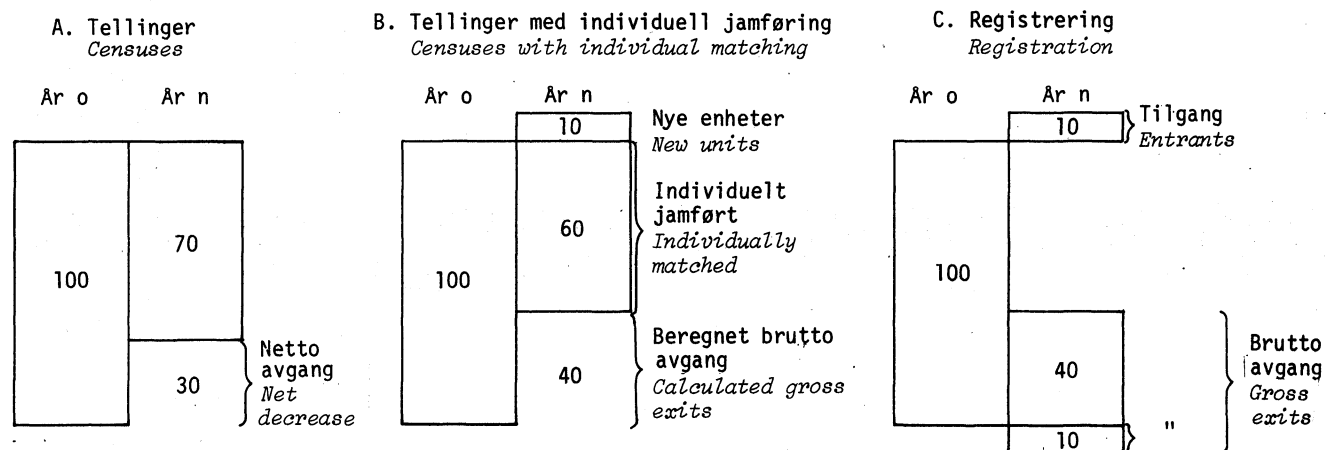 A. Tellinger
Censuses
År o
År n
100
70
30
Netto
avgang
Net
decrease
B. Tellinger med individuell jamføring
Censuses with individual matching
År o
År n
10
Nye enheter
New units
100
60
Individuelt
jamført
Individually
matched
40
Beregnet brutto
avgang
Calculated gross
exits
C. Registrering
Registration
År o
År n
10
Tilgang
Entrants
100
40
10
"
Brutto
avgang
Gross
exits